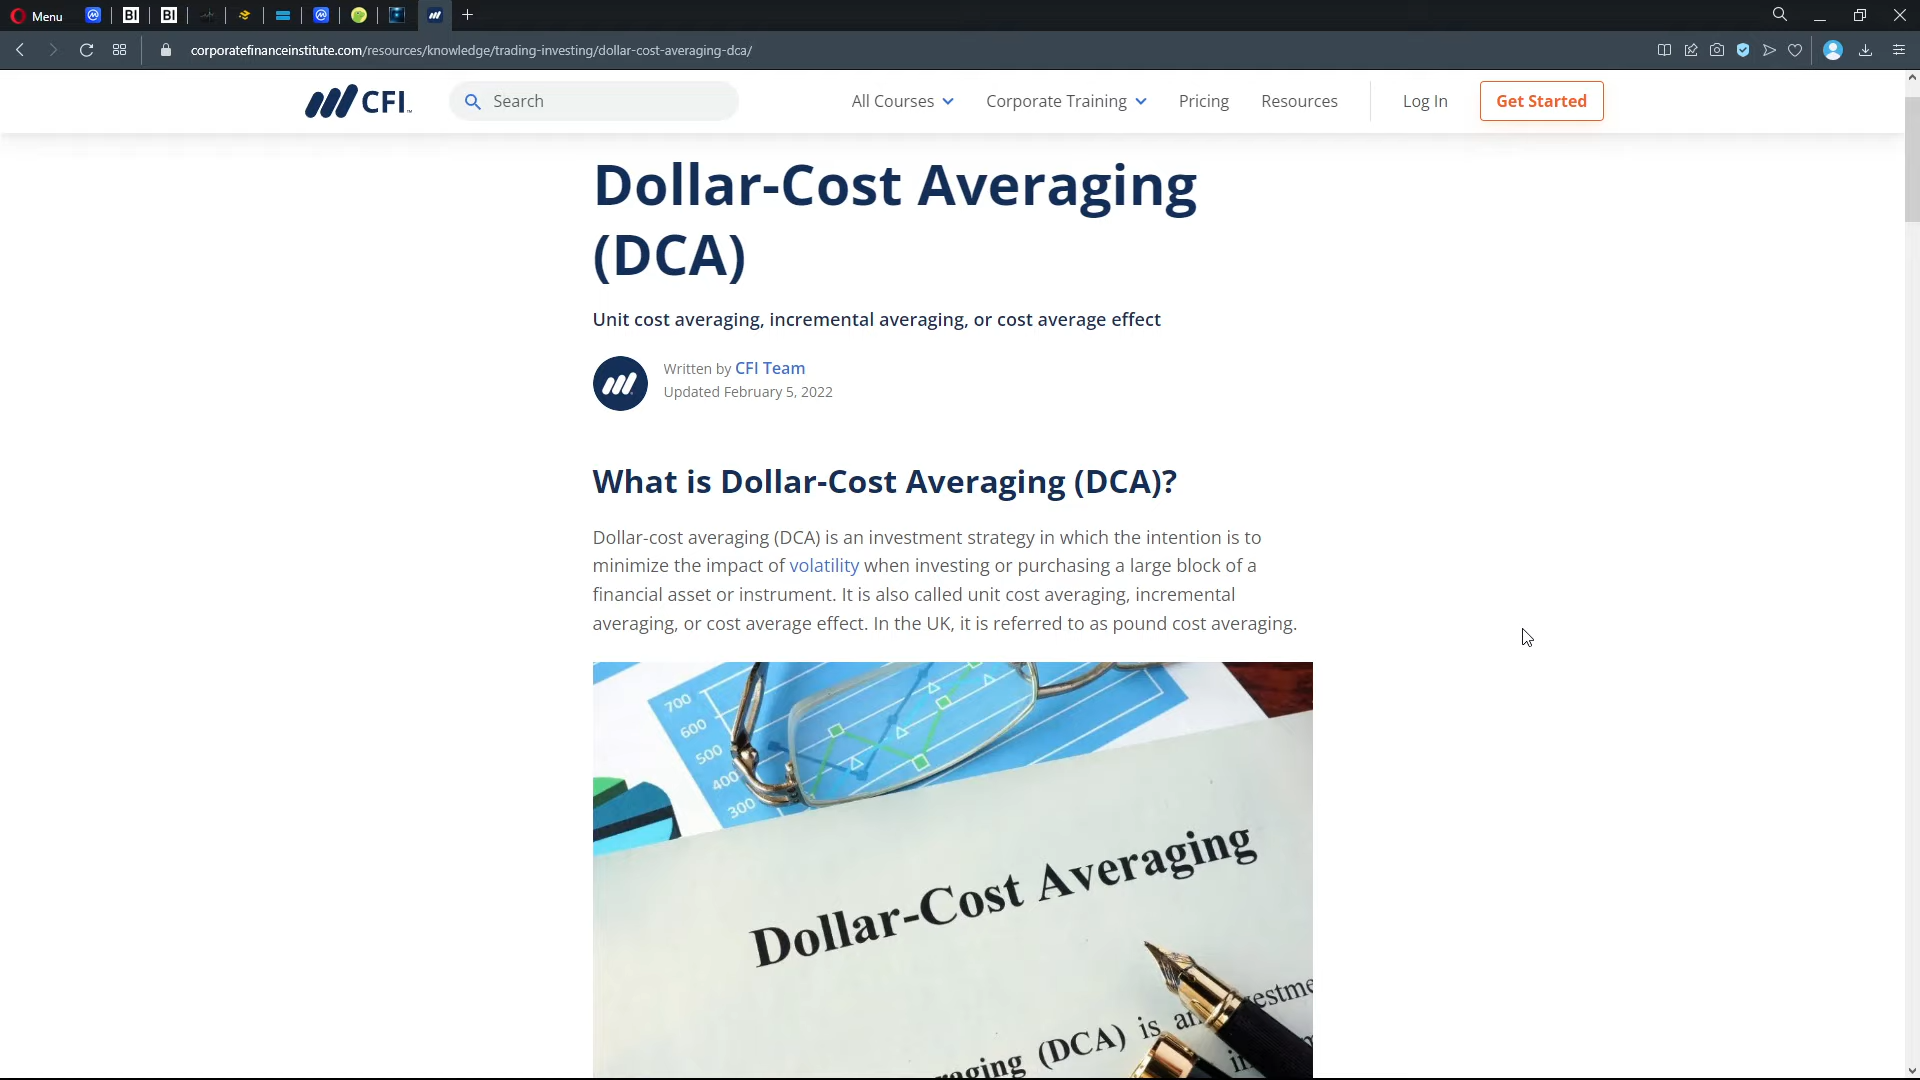 Menu
BI
BI
corporatefinanceinstitute.com/resources/knowledge/trading-investing/dollar-cost-averaging-dca/
CFI™
Search
All Courses
Corporate Training
Pricing
Resources
Log In
Get Started
Dollar-Cost Averaging
(DCA)
Unit cost averaging, incremental averaging, or cost average effect
Written by CFI Team
Updated February 5, 2022
What is Dollar-Cost Averaging (DCA)?
Dollar-cost averaging (DCA) is an investment strategy in which the intention is to
minimize the impact of volatility when investing or purchasing a large block of a
financial asset or instrument. It is also called unit cost averaging, incremental
averaging, or cost average effect. In the UK, it is referred to as pound cost averaging.
700
600
500
400
300
Dollar-Cost Averaging
(DCA) is